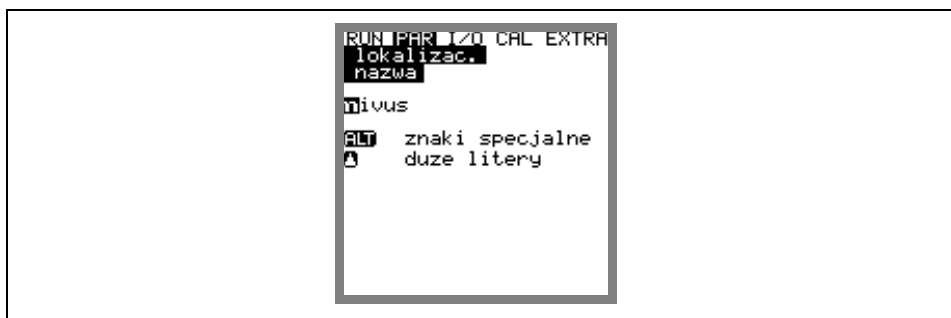 RUN PAR I/O CAL EXTRA
lokalizac.
nazwa
nivus
ALT znaki specjalne
duze litery